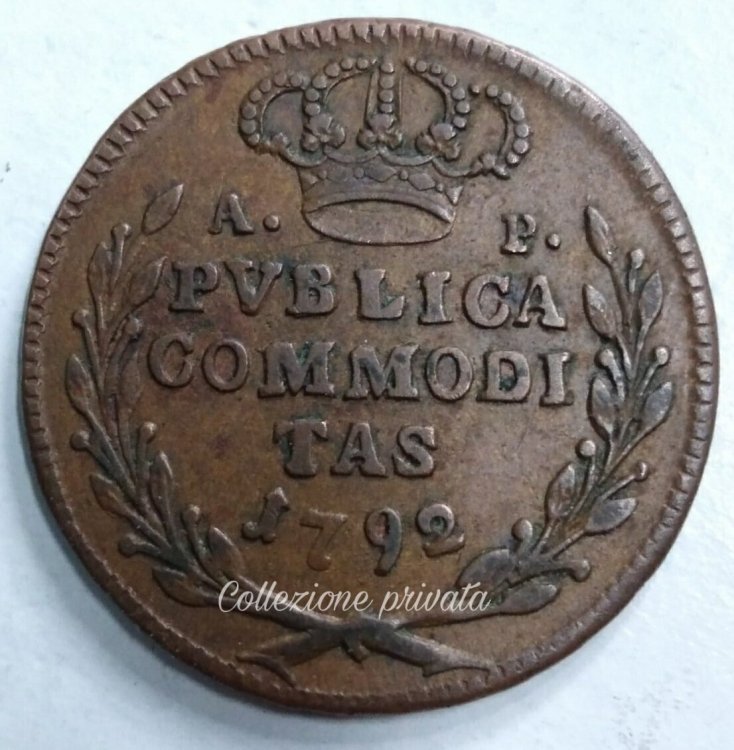 A. P.
PVBLICA
COMMODI
TAS
1792
Collezione privata